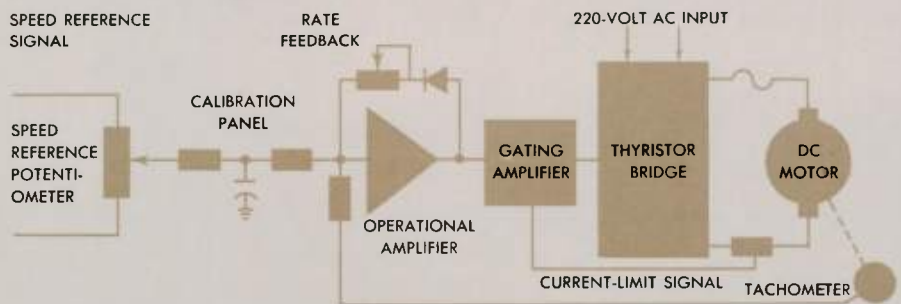 SPEED REFERENCE
SIGNAL
RATE
FEEDBACK
220-VOLT AC INPUT
CALIBRATION
PANEL
SPEED
REFERENCE
POTENTI-
OMETER
GATING
AMPLIFIER
THYRISTOR
BRIDGE
DC
MOTOR
OPERATIONAL
AMPLIFIER
CURRENT-LIMIT SIGNAL
TACHOMETER